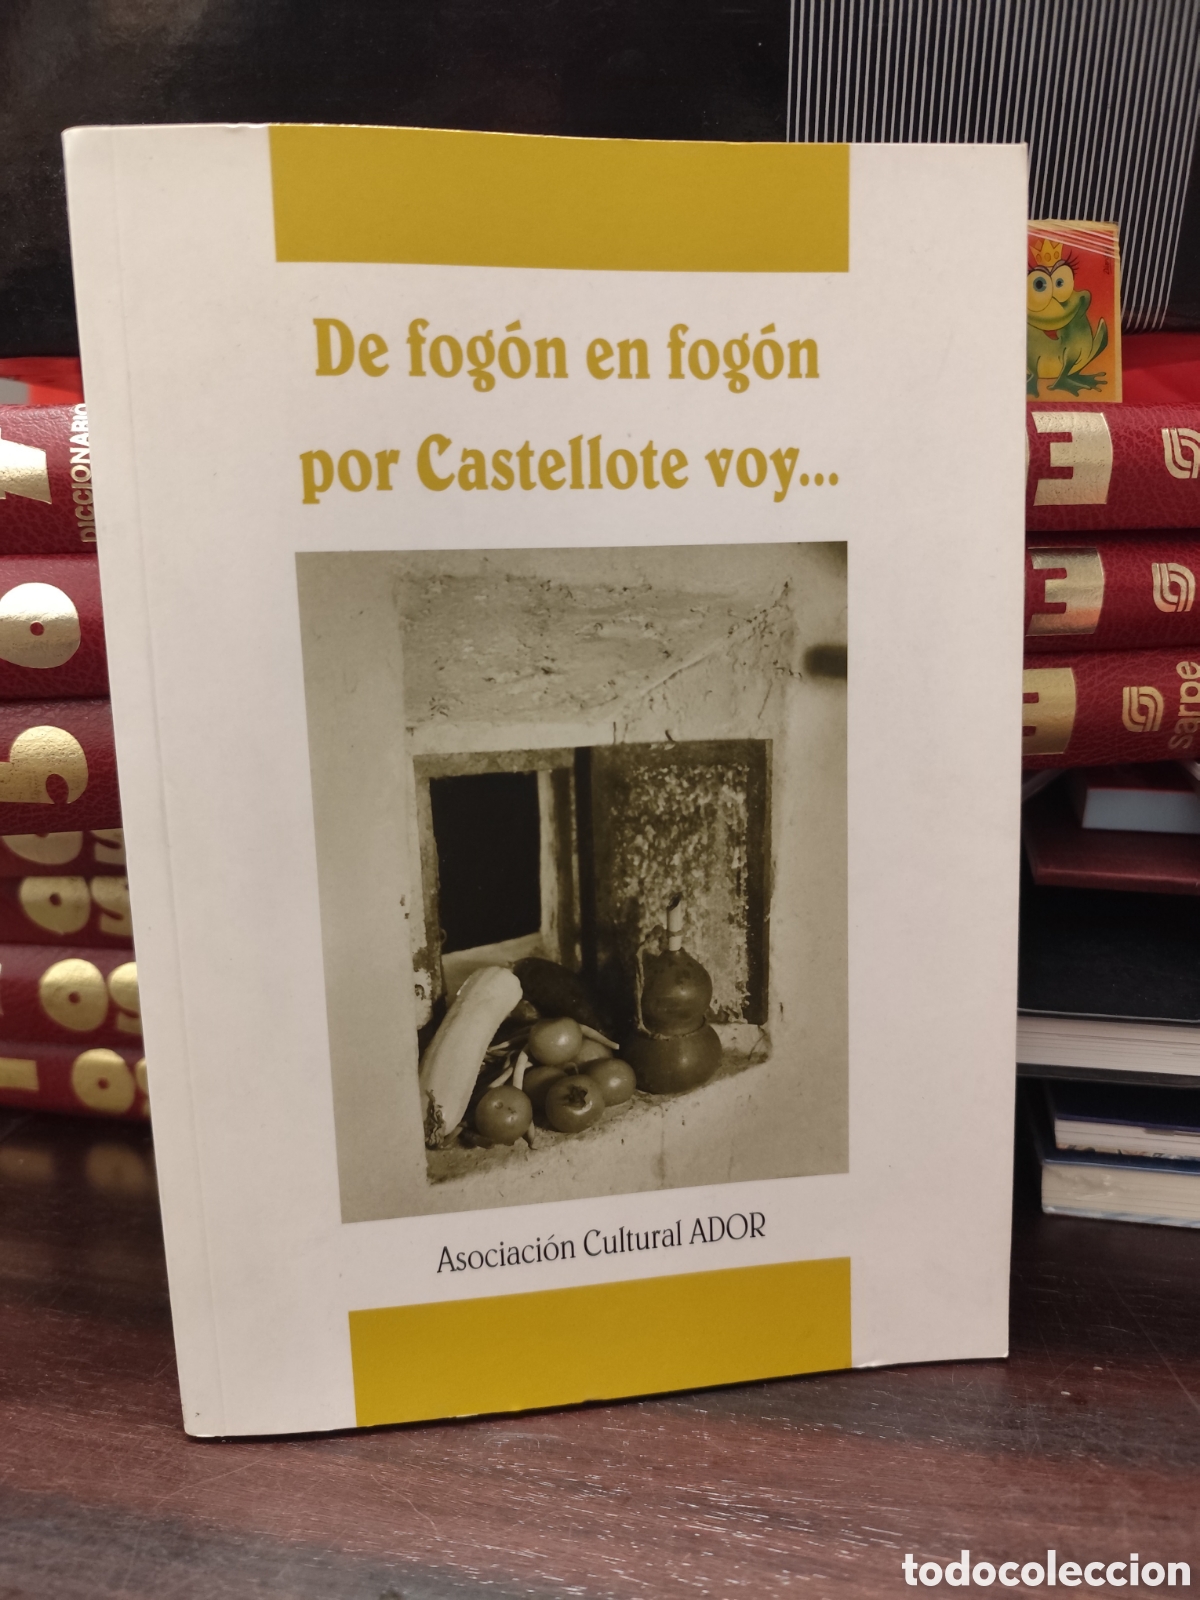 De fogón en fogón
por Castellote voy...
Asociación Cultural ADOR
DICCIONARIO
sarpe
todocoleccion